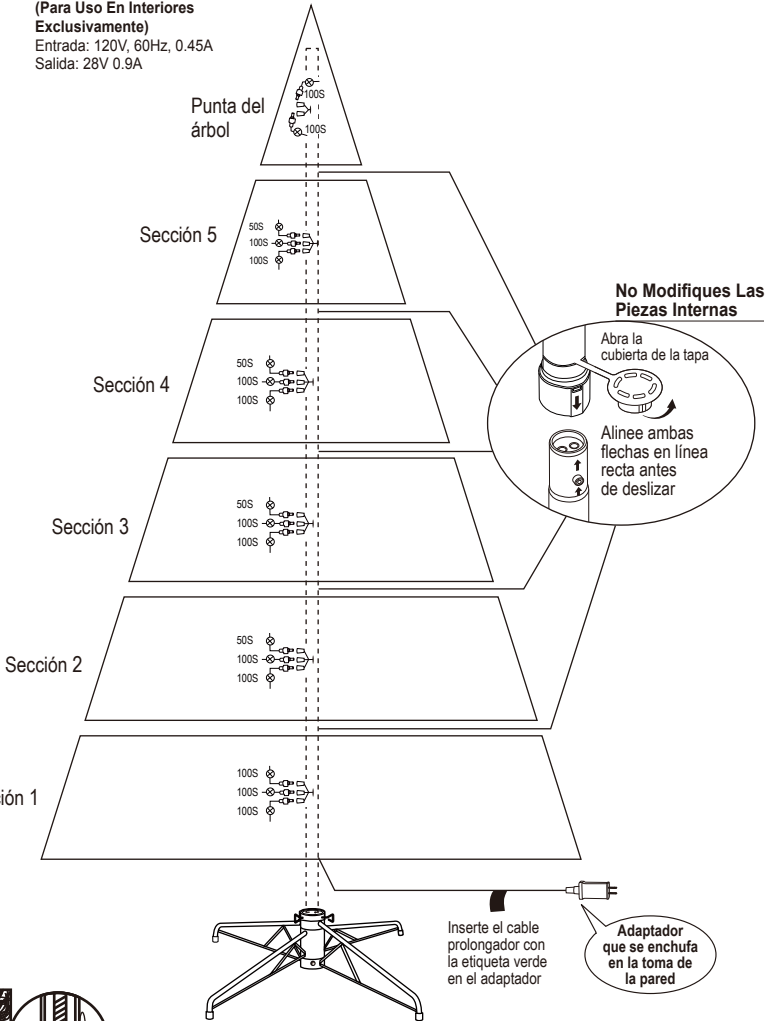 (Para Uso En Interiores
Exclusivamente)
Entrada: 120V, 60Hz, 0.45A
Salida: 28V 0.9A
Punta del
árbol
100S
100S
Sección 5
50S
100S
100S
No Modifiques Las
Piezas Internas
Abra la
cubierta de la tapa
Alinee ambas
flechas en línea
recta antes
de deslizar
Sección 4
50S
100S
100S
Sección 3
50S
100S
100S
Sección 2
50S
100S
100S
ción 1
100S
100S
100S
Inserte el cable
prolongador con
la etiqueta verde
en el adaptador
Adaptador
que se enchufa
en la toma de
la pared